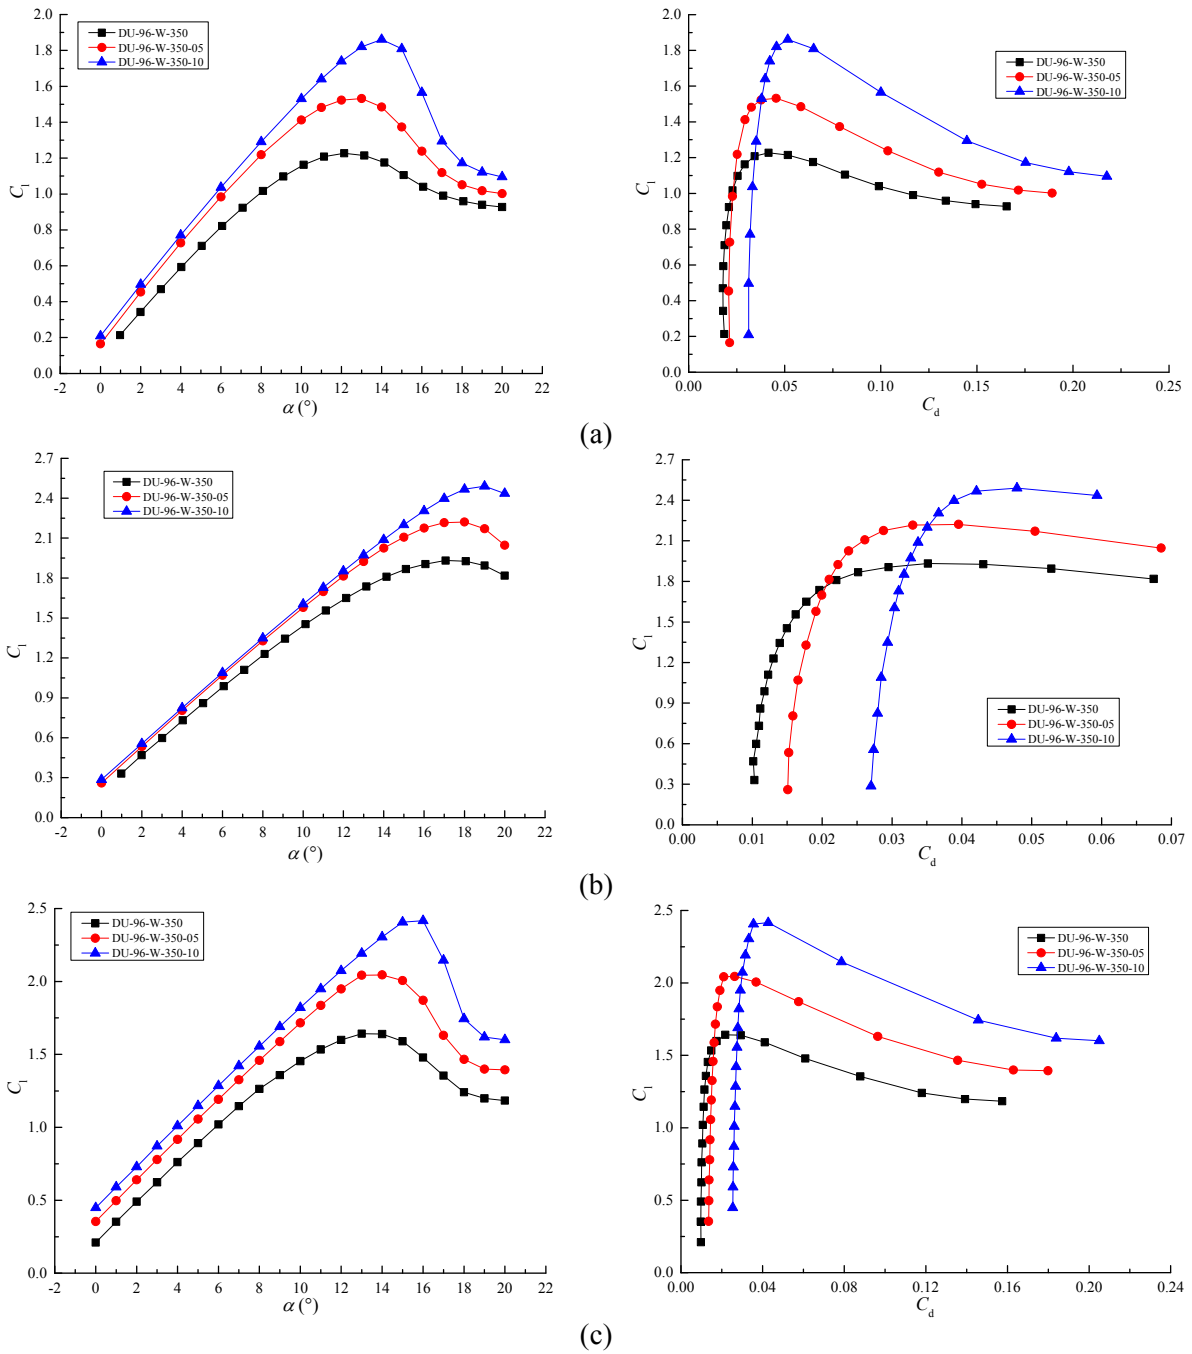 2.0
1.8
1.6
1.4
1.2
1.0
0.8
0.6
0.4
0.2
0.0
-2 0 2 4 6 8 10 12 14 16 18 20 22
Cl
α (°)
DU-96-W-350
DU-96-W-350-05
DU-96-W-350-10
2.0
1.8
1.6
1.4
1.2
1.0
0.8
0.6
0.4
0.2
0.0
0.00 0.05 0.10 0.15 0.20 0.25
Cl
Cd
DU-96-W-350
DU-96-W-350-05
DU-96-W-350-10
(a)
2.7
2.4
2.1
1.8
1.5
1.2
0.9
0.6
0.3
0.0
-2 0 2 4 6 8 10 12 14 16 18 20 22
Cl
α (°)
DU-96-W-350
DU-96-W-350-05
DU-96-W-350-10
2.7
2.4
2.1
1.8
1.5
1.2
0.9
0.6
0.3
0.0
0.00 0.01 0.02 0.03 0.04 0.05 0.06 0.07
Cl
Cd
DU-96-W-350
DU-96-W-350-05
DU-96-W-350-10
(b)
2.5
2.0
1.5
1.0
0.5
0.0
-2 0 2 4 6 8 10 12 14 16 18 20 22
Cl
α (°)
DU-96-W-350
DU-96-W-350-05
DU-96-W-350-10
2.5
2.0
1.5
1.0
0.5
0.0
0.00 0.04 0.08 0.12 0.16 0.20 0.24
Cl
Cd
DU-96-W-350
DU-96-W-350-05
DU-96-W-350-10
(c)